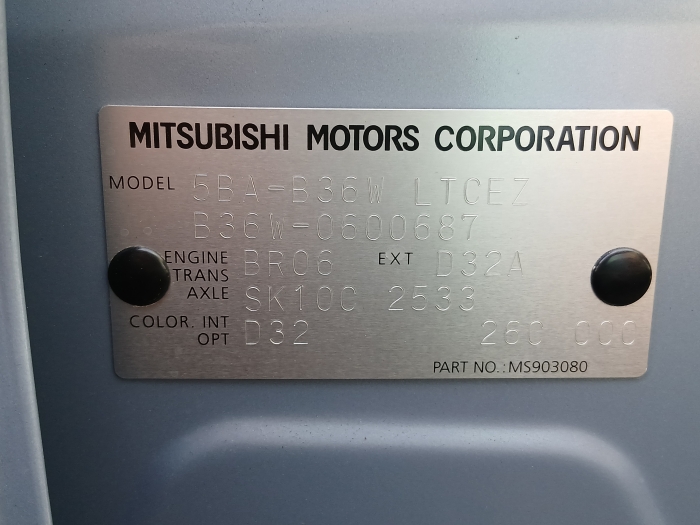 MITSUBISHI MOTORS CORPORATION
MODEL 5BA-B36W LTCEZ
B36W-0600687
ENGINE BR06 EXT D32A
TRANS
AXLE SK10C 2533
COLOR. INT D32 26C 000
OPT
PART NO.:MS903080